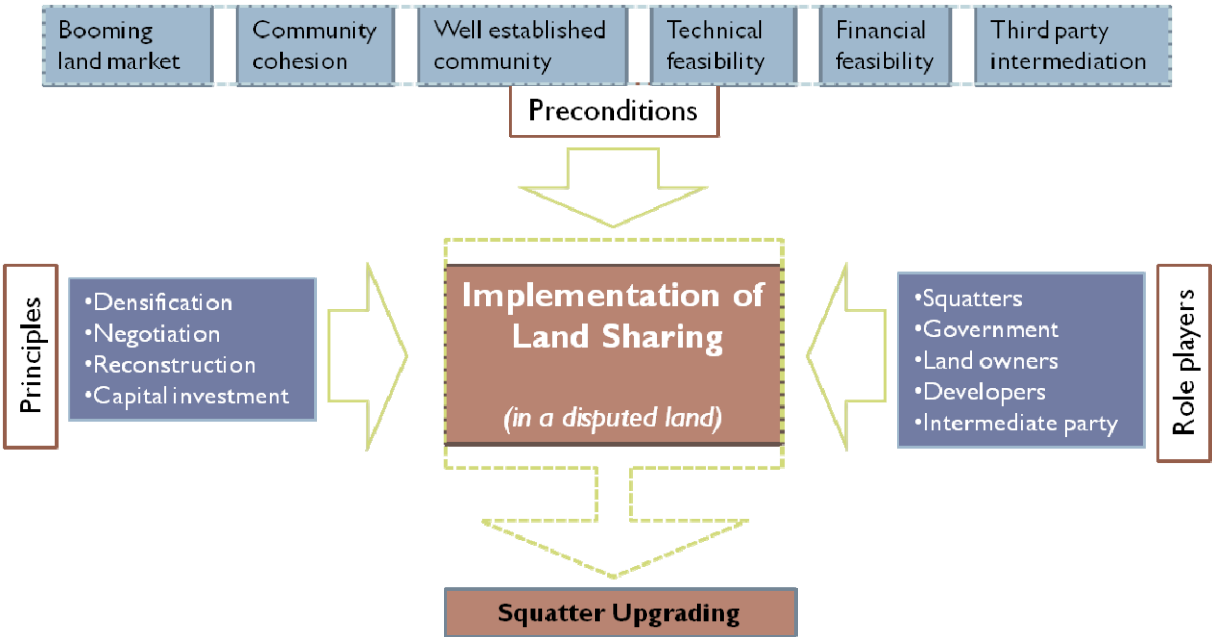 Booming
land market
Community
cohesion
Well established
community
Technical
feasibility
Financial
feasibility
Third party
intermediation
Preconditions
Principles
•Densification
•Negotiation
•Reconstruction
•Capital investment
Implementation of
Land Sharing
(in a disputed land)
•Squatters
•Government
•Land owners
•Developers
•Intermediate party
Role players
Squatter Upgrading